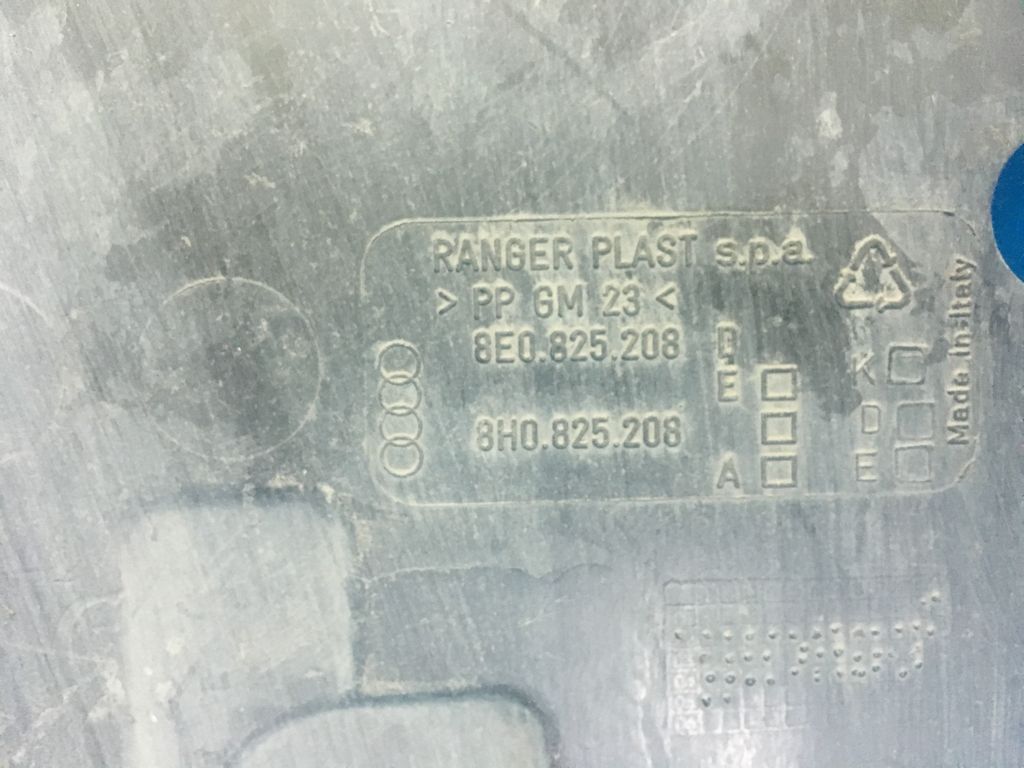 RANGER PLAST s.p.a.
> PP GM 23 <
8E0.825.208 D
E
8H0.825.208
A
K
D
E
Made in Italy